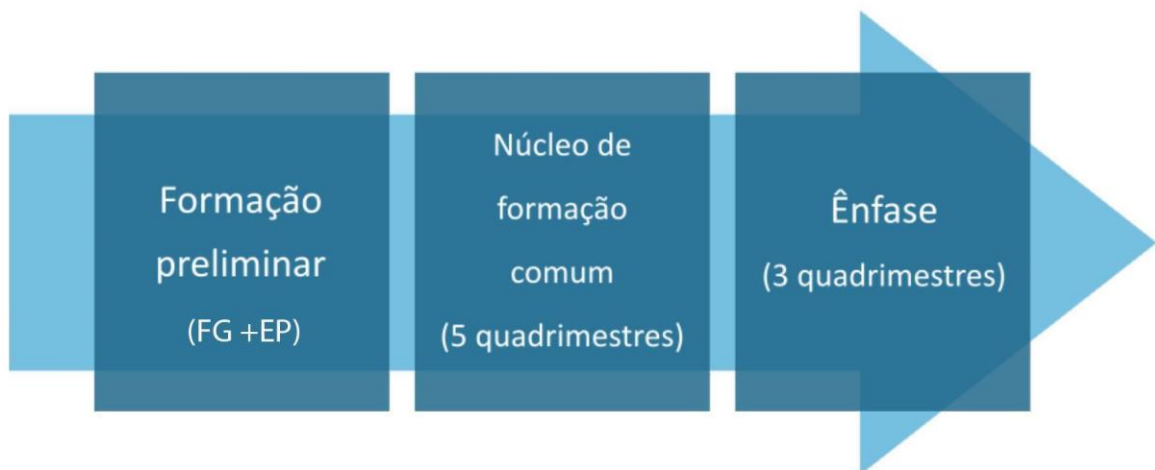 Formação
preliminar
(FG +EP)
Núcleo de
formação
comum
(5 quadrimestres)
Ênfase
(3 quadrimestres)